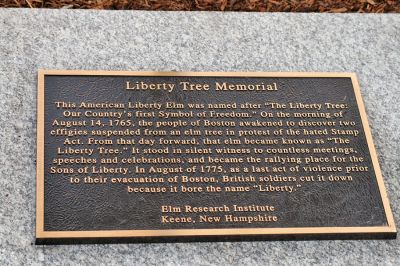 Liberty Tree Memorial
This American Liberty Elm was named after "The Liberty Tree:
Our Country's first Symbol of Freedom." On the morning of
August 14, 1765, the people of Boston awakened to discover two
effigies suspended from an elm tree in protest of the hated Stamp
Act. From that day forward, that elm became known as "The
Liberty Tree." It stood in silent witness to countless meetings,
speeches and celebrations, and became the rallying place for the
Sons of Liberty. In August of 1775, as a last act of violence prior
to their evacuation of Boston, British soldiers cut it down
because it bore the name "Liberty."
Elm Research Institute
Keene, New Hampshire